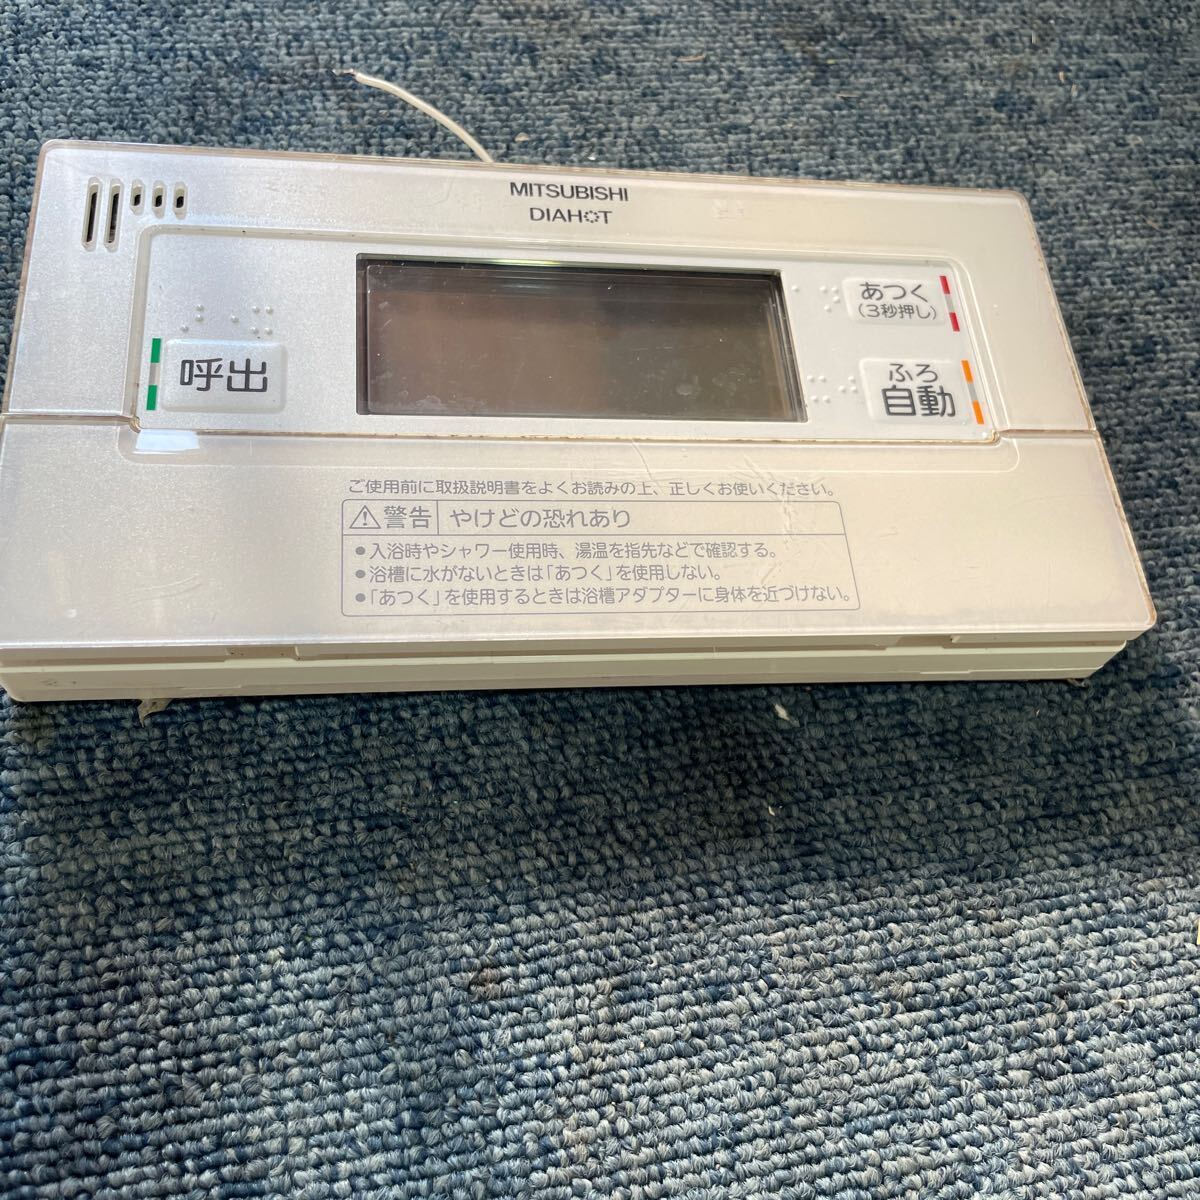 MITSUBISHI
DIAHOT
呼出
あつく
(3秒押し)
ふろ
自動
ご使用前に取扱説明書をよくお読みの上、正しくお使いください。
⚠警告 やけどの恐れあり
●入浴時やシャワー使用時、湯温を指先などで確認する。
●浴槽に水がないときは「あつく」を使用しない。
●「あつく」を使用するときは浴槽アダプターに身体を近づけない。